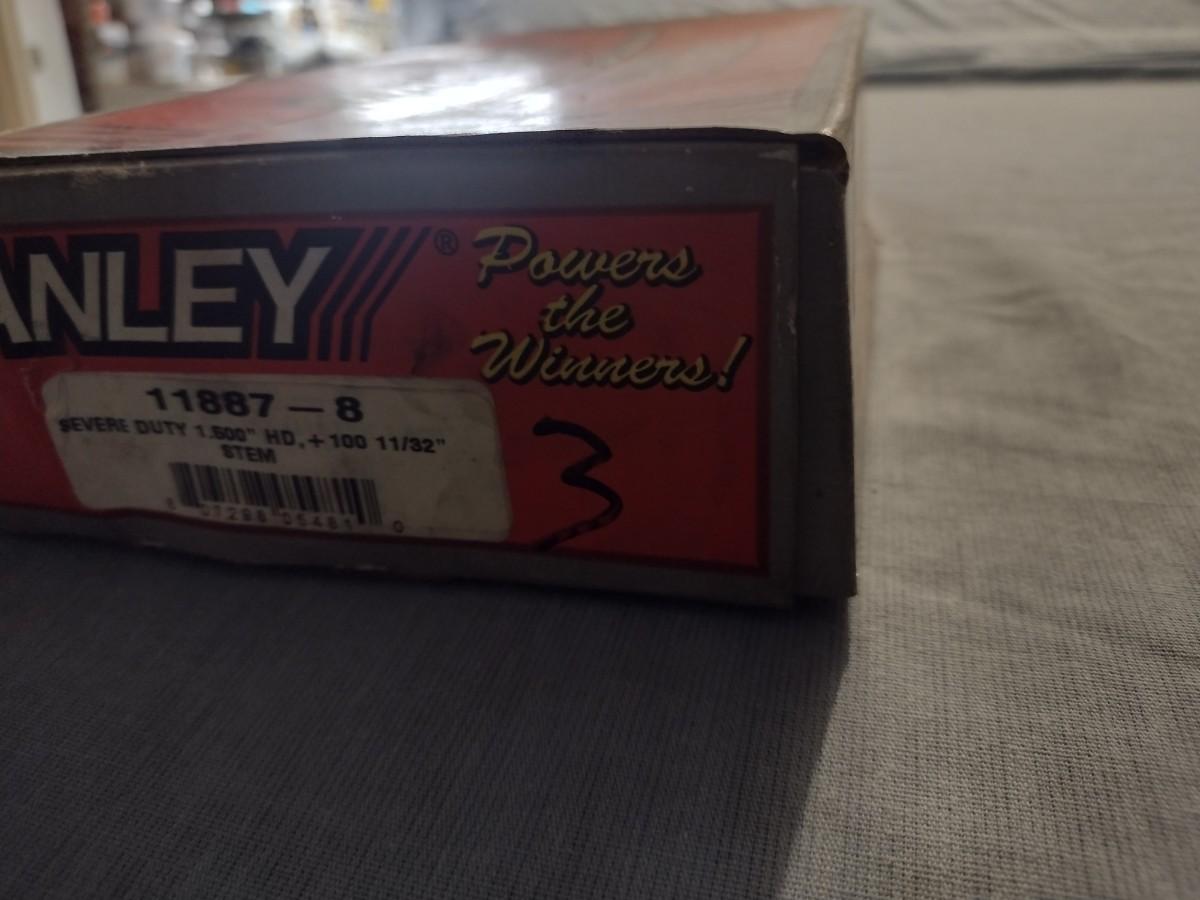 ANLEY®
Powers
the
Winners!
11887 – 8
SEVERE DUTY 1.600" HD, + 100 11/32"
STEM
3